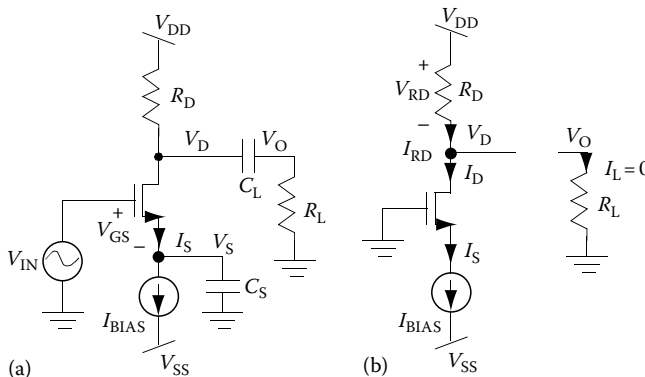 V_DD
R_D
V_D
V_O
C_L
R_L
+
V_GS
−
I_S
V_S
V_IN
C_S
I_BIAS
V_SS
(a)
V_DD
+
V_RD
R_D
−
V_D
V_O
I_RD
I_D
I_L=0
R_L
I_S
I_BIAS
V_SS
(b)